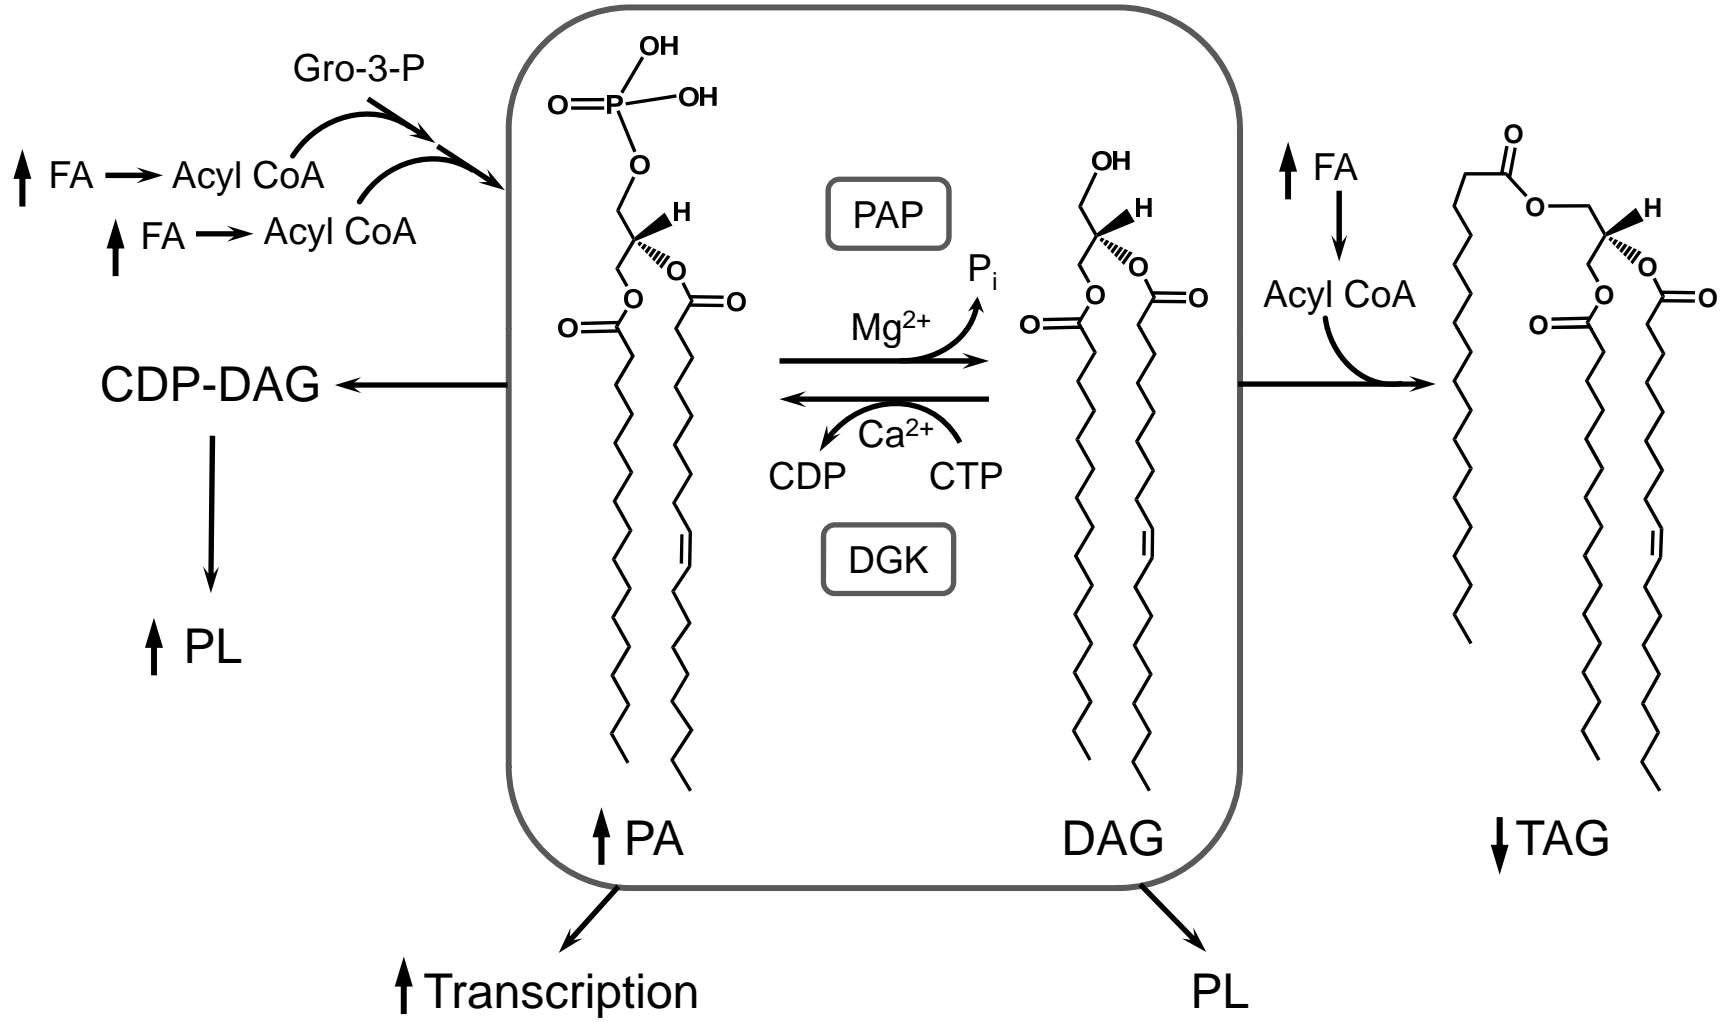 Gro-3-P
FA
Acyl CoA
FA
Acyl CoA
CDP-DAG
PL
OH
O
P
OH
O
H
O
O
O
O
PA
PAP
Pi
Mg2+
Ca2+
CDP
CTP
DGK
OH
H
O
O
O
O
DAG
FA
Acyl CoA
O
O
H
O
O
O
O
TAG
Transcription
PL